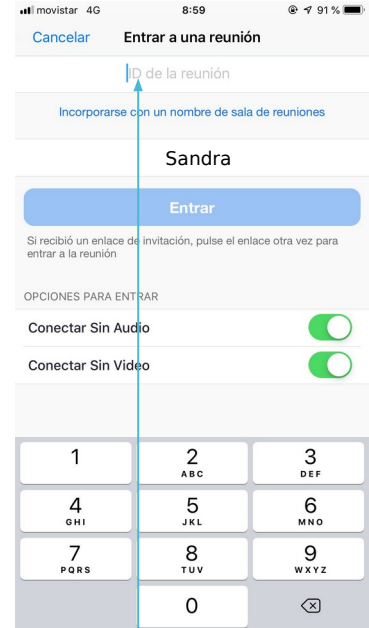 movistar 4G 8:59 91 %
Cancelar Entrar a una reunión
ID de la reunión
Incorporarse con un nombre de sala de reuniones
Sandra
Entrar
Si recibió un enlace de invitación, pulse el enlace otra vez para
entrar a la reunión
OPCIONES PARA ENTRAR
Conectar Sin Audio
Conectar Sin Video
1 2 3
ABC DEF
4 5 6
GHI JKL MNO
7 8 9
PQRS TUV WXYZ
0